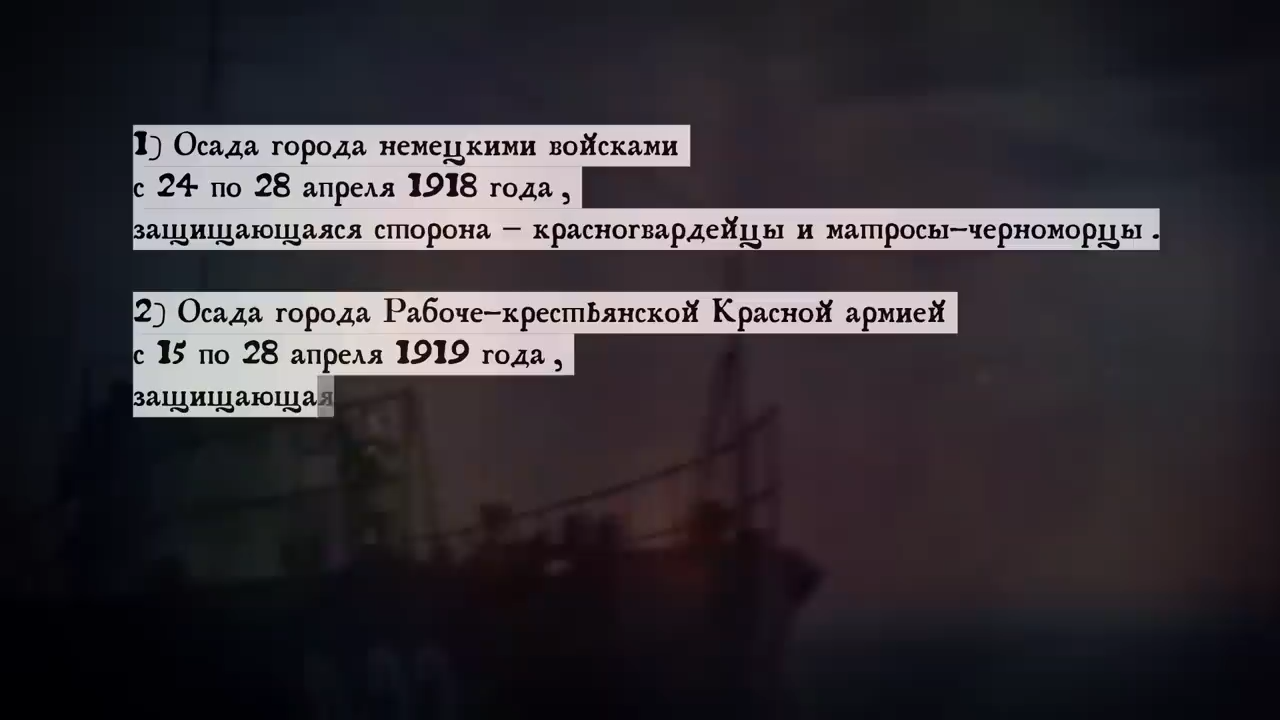 1) Осада города немецкими войсками
с 24 по 28 апреля 1918 года ,
защищающаяся сторона – красногвардейцы и матросы–черноморцы .
2) Осада города Рабоче–крестьянской Красной армией
с 15 по 28 апреля 1919 года ,
защищающая